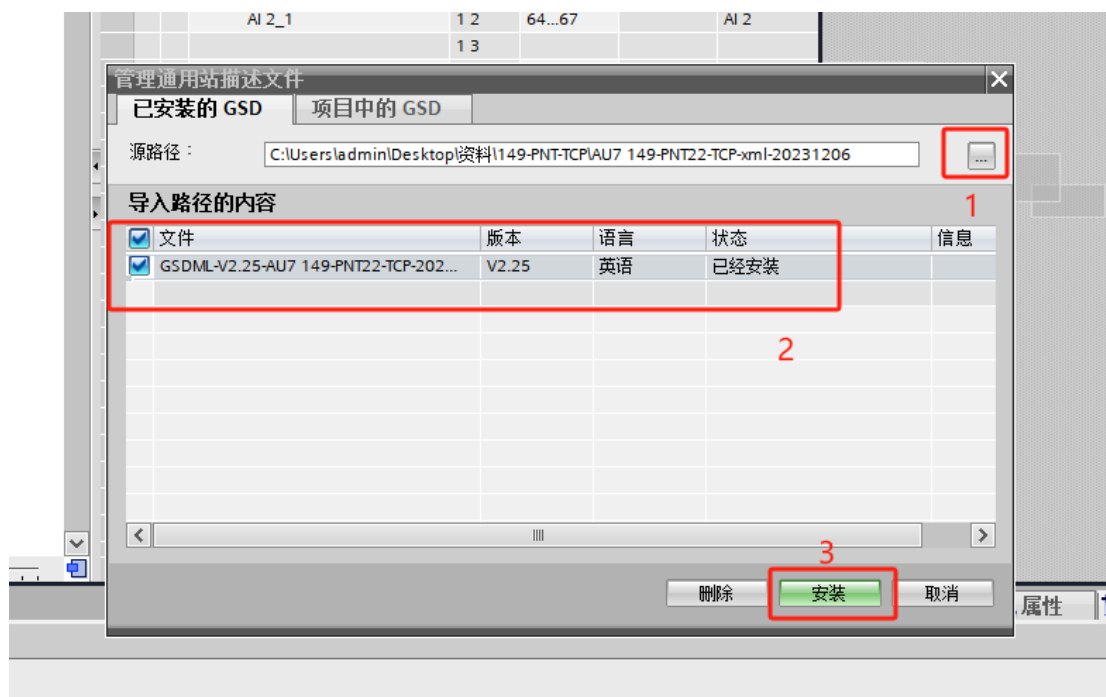 AI 2_1 1 2 64...67 AI 2
1 3
管理通用站描述文件
已安装的 GSD 项目中的 GSD
源路径： C:\Users\admin\Desktop\资料\149-PNT-TCP\AU7 149-PNT22-TCP-xml-20231206 ...
1
导入路径的内容
文件 版本 语言 状态 信息
GSDML-V2.25-AU7 149-PNT22-TCP-202... V2.25 英语 已经安装
2
3
删除 安装 取消
属性